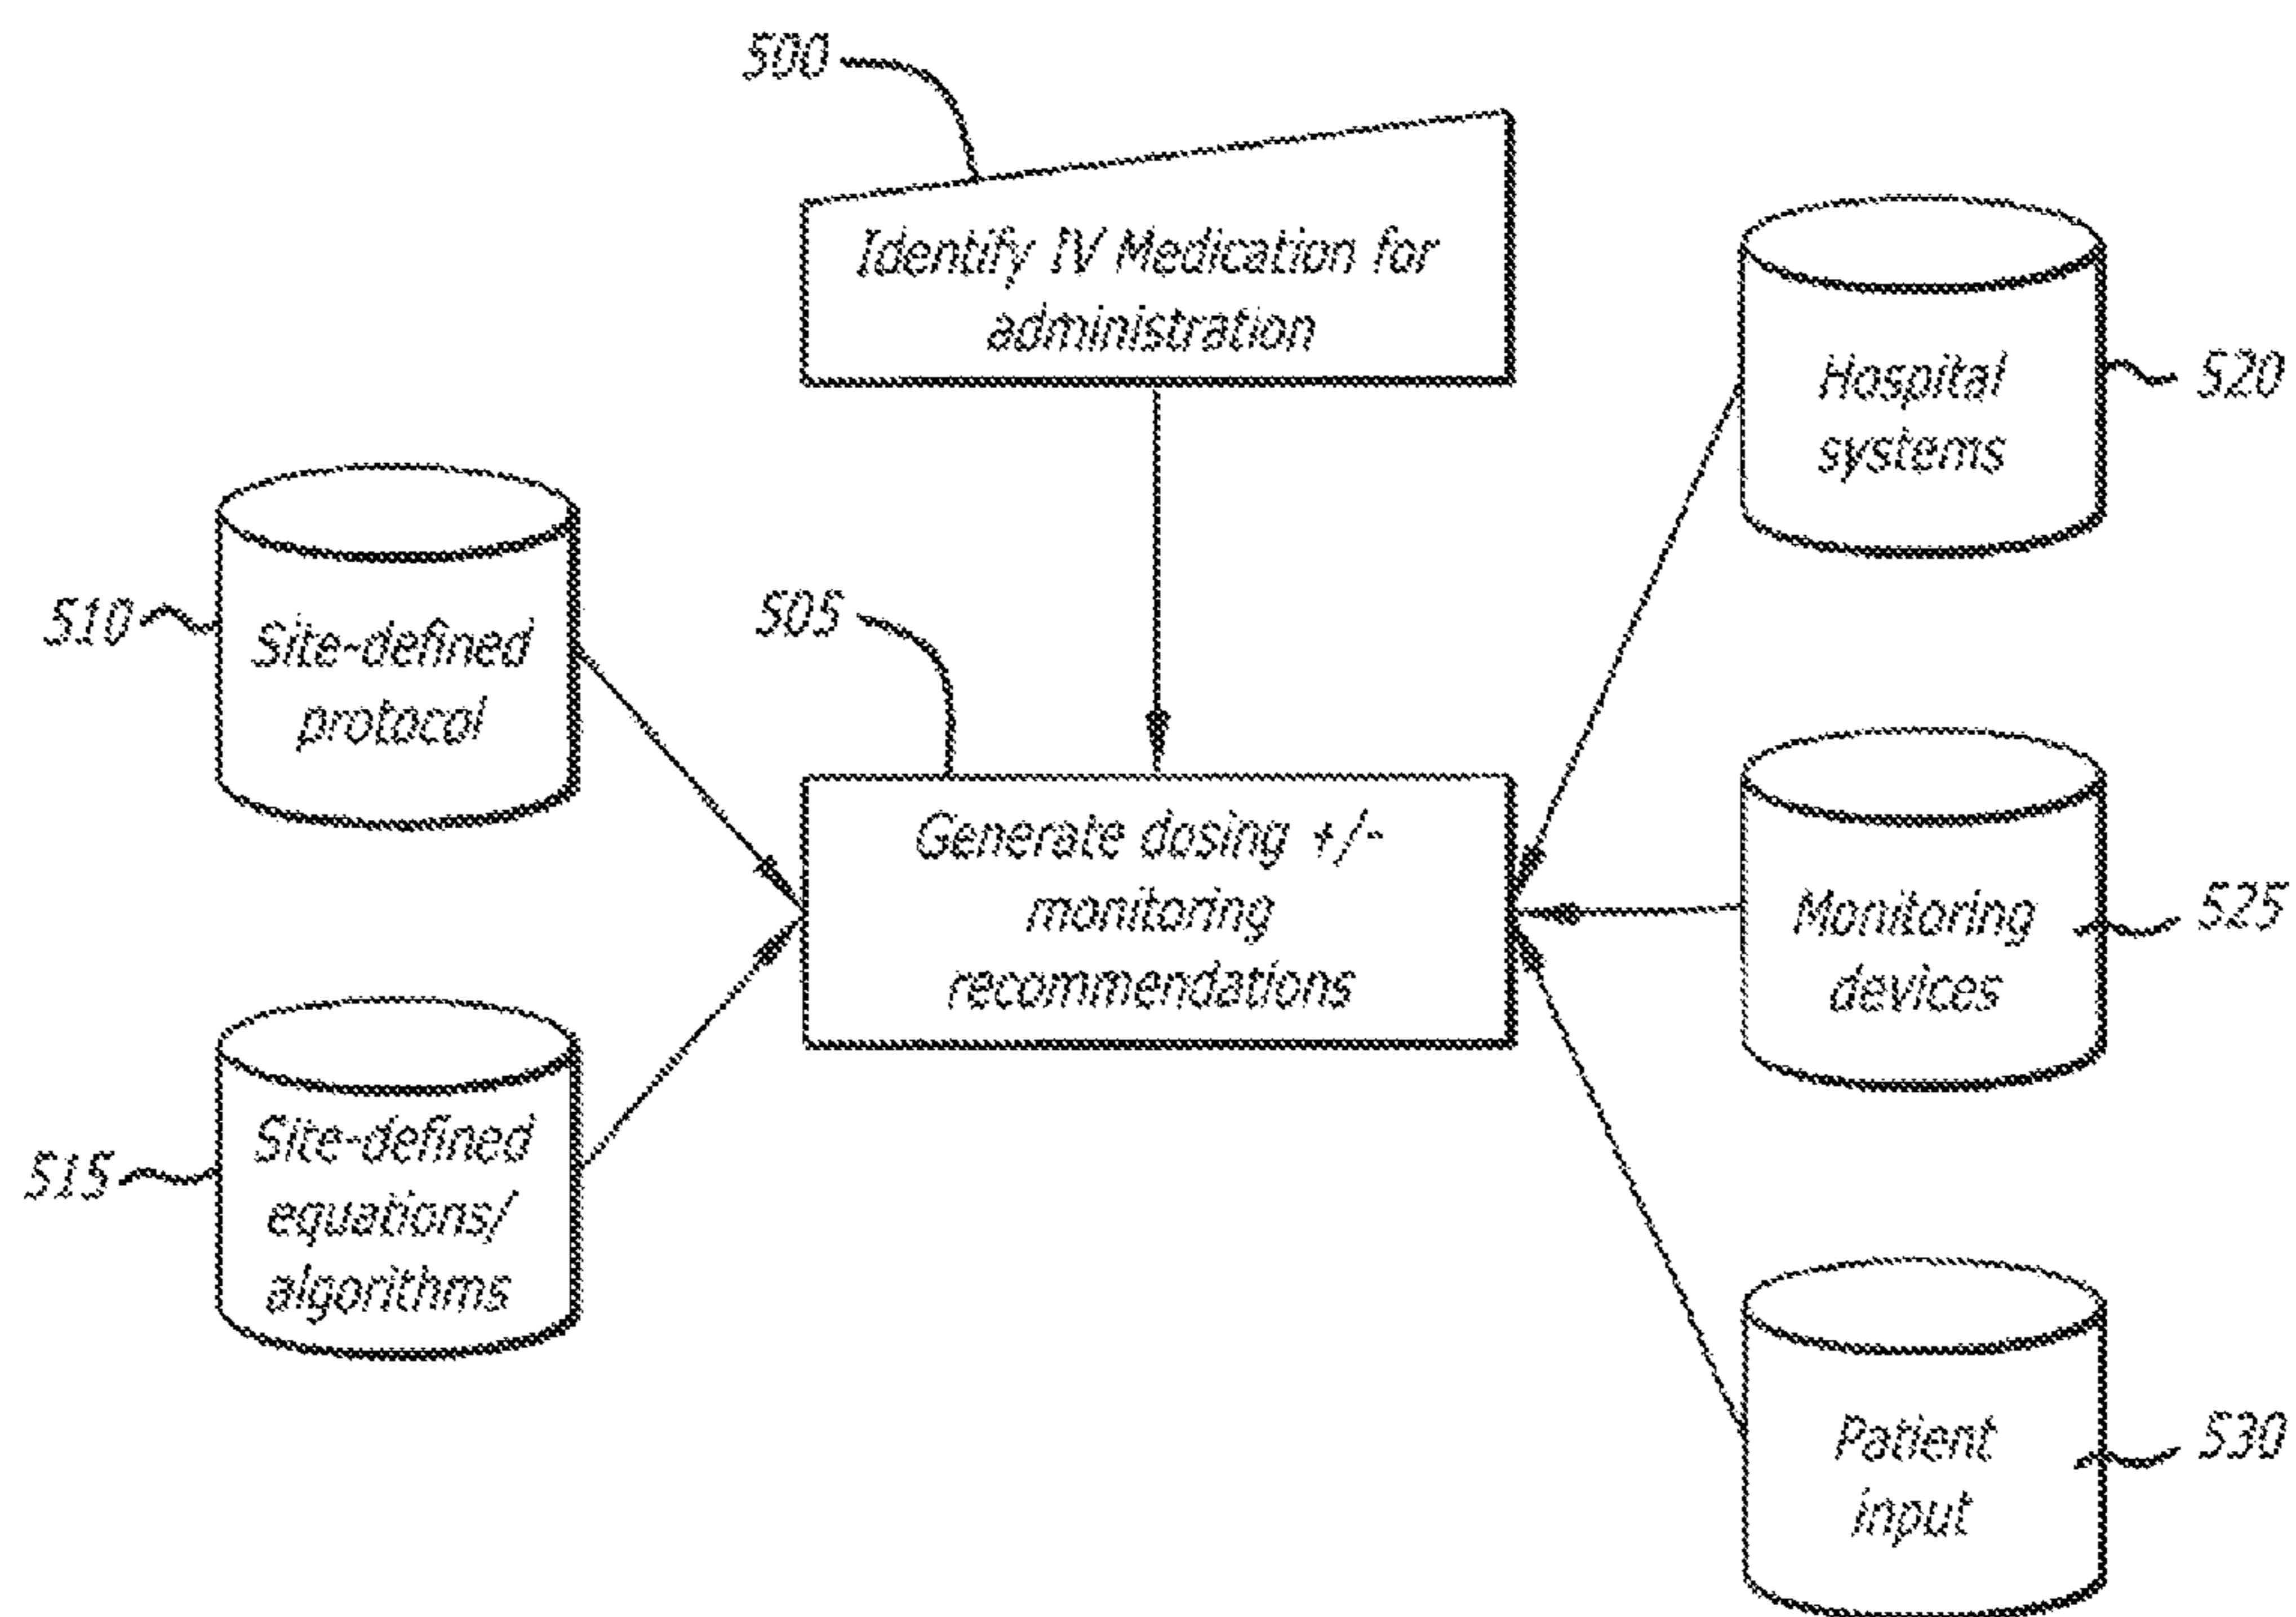 500
Identify IV Medication for
administration
Hospital
systems
520
510
Site-defined
protocol
505
Generate dosing +/-
monitoring
recommendations
Monitoring
devices
525
515
Site-defined
equations/
algorithms
Patient
input
530